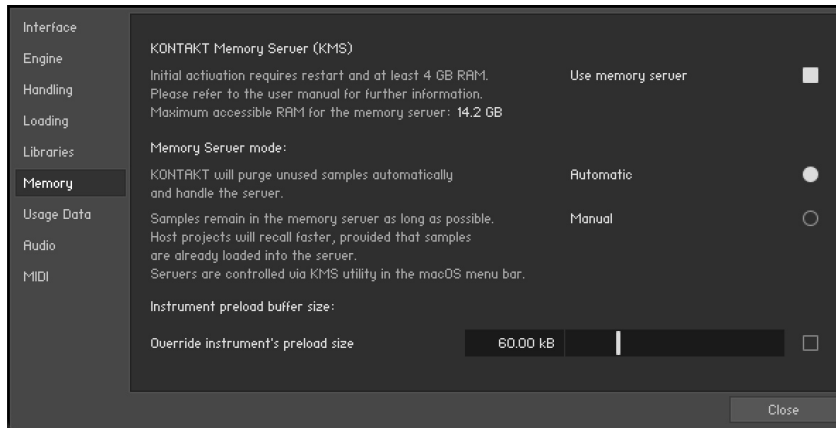 Interface
Engine
Handling
Loading
Libraries
Memory
Usage Data
Audio
MIDI
KONTAKT Memory Server (KMS)
Initial activation requires restart and at least 4 GB RAM.
Please refer to the user manual for further information.
Maximum accessible RAM for the memory server: 14.2 GB
Use memory server
Memory Server mode:
KONTAKT will purge unused samples automatically
and handle the server.
Automatic
Samples remain in the memory server as long as possible.
Host projects will recall faster, provided that samples
are already loaded into the server.
Servers are controlled via KMS utility in the macOS menu bar.
Manual
Instrument preload buffer size:
Override instrument's preload size 60.00 kB
Close